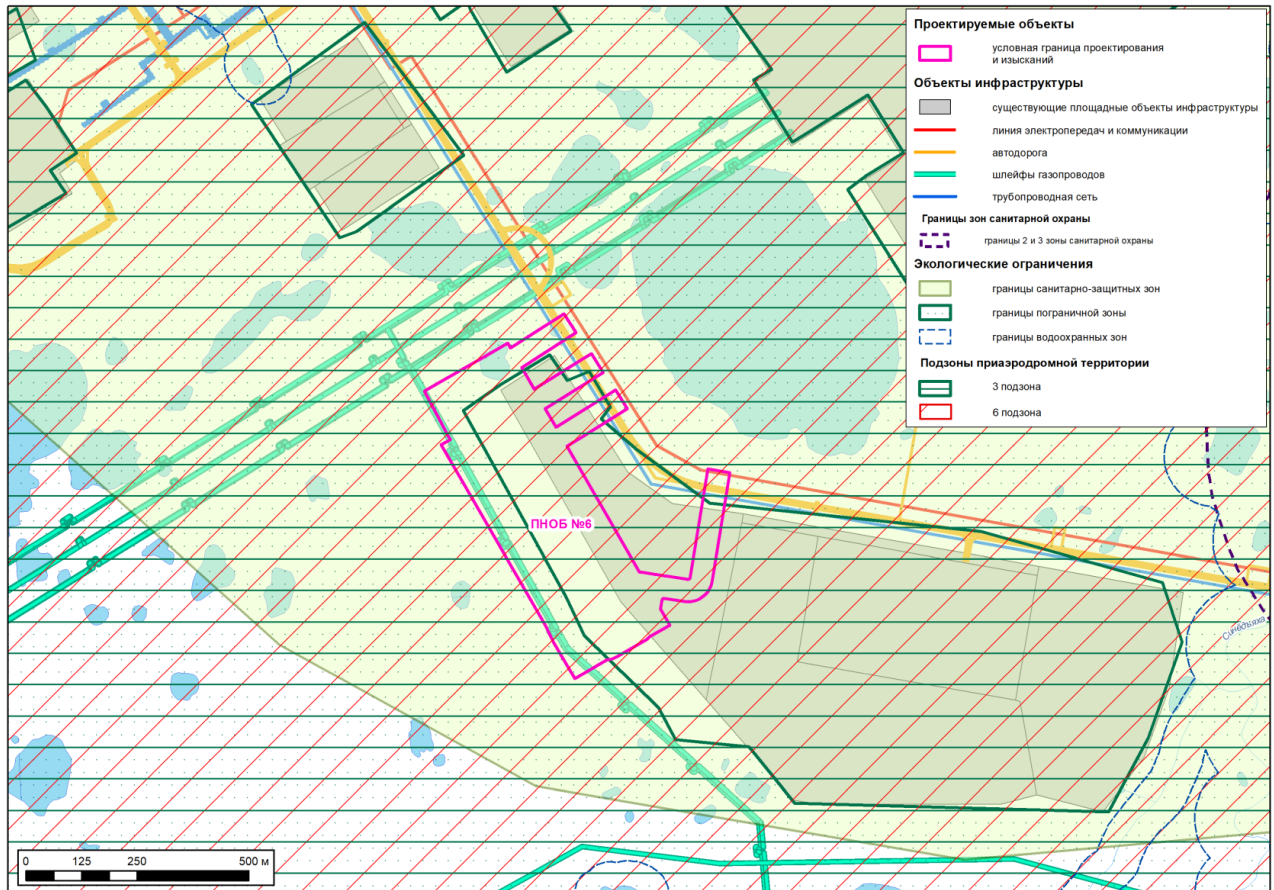 Проектируемые объекты
условная граница проектирования
и изысканий
Объекты инфраструктуры
существующие площадные объекты инфраструктуры
линия электропередач и коммуникации
автодорога
шлейфы газопроводов
трубопроводная сеть
Границы зон санитарной охраны
границы 2 и 3 зоны санитарной охраны
Экологические ограничения
границы санитарно-защитных зон
границы пограничной зоны
границы водоохранных зон
Подзоны приаэродромной территории
3 подзона
6 подзона
ПНОБ №6
Синедъяха
0 125 250 500 м